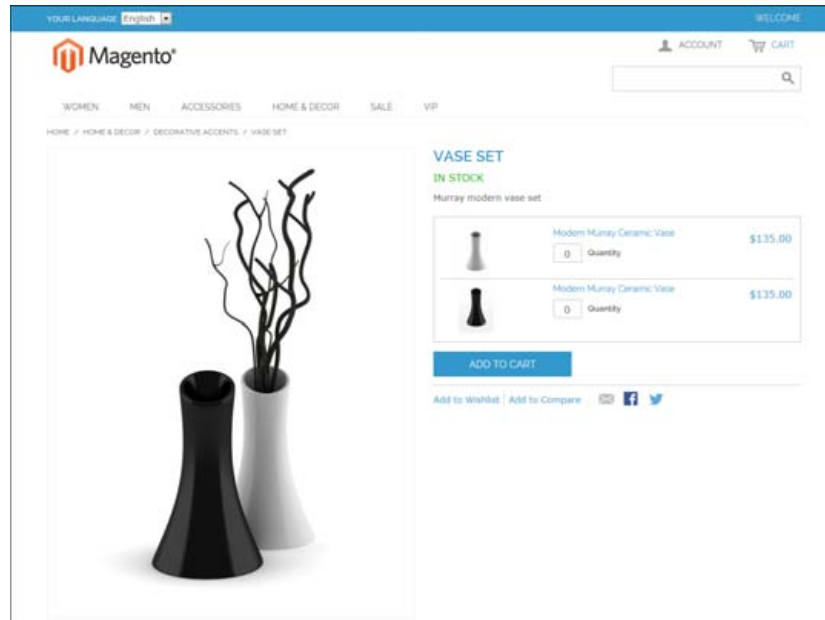 YOUR LANGUAGE English WELCOME
Magento®
ACCOUNT CART
WOMEN MEN ACCESSORIES HOME & DECOR SALE VIP
HOME / HOME & DECOR / DECORATIVE ACCENTS / VASE SET
VASE SET
IN STOCK
Murray modern vase set
Modern Murray Ceramic Vase $135.00
0 Quantity
Modern Murray Ceramic Vase $135.00
0 Quantity
ADD TO CART
Add to Wishlist Add to Compare